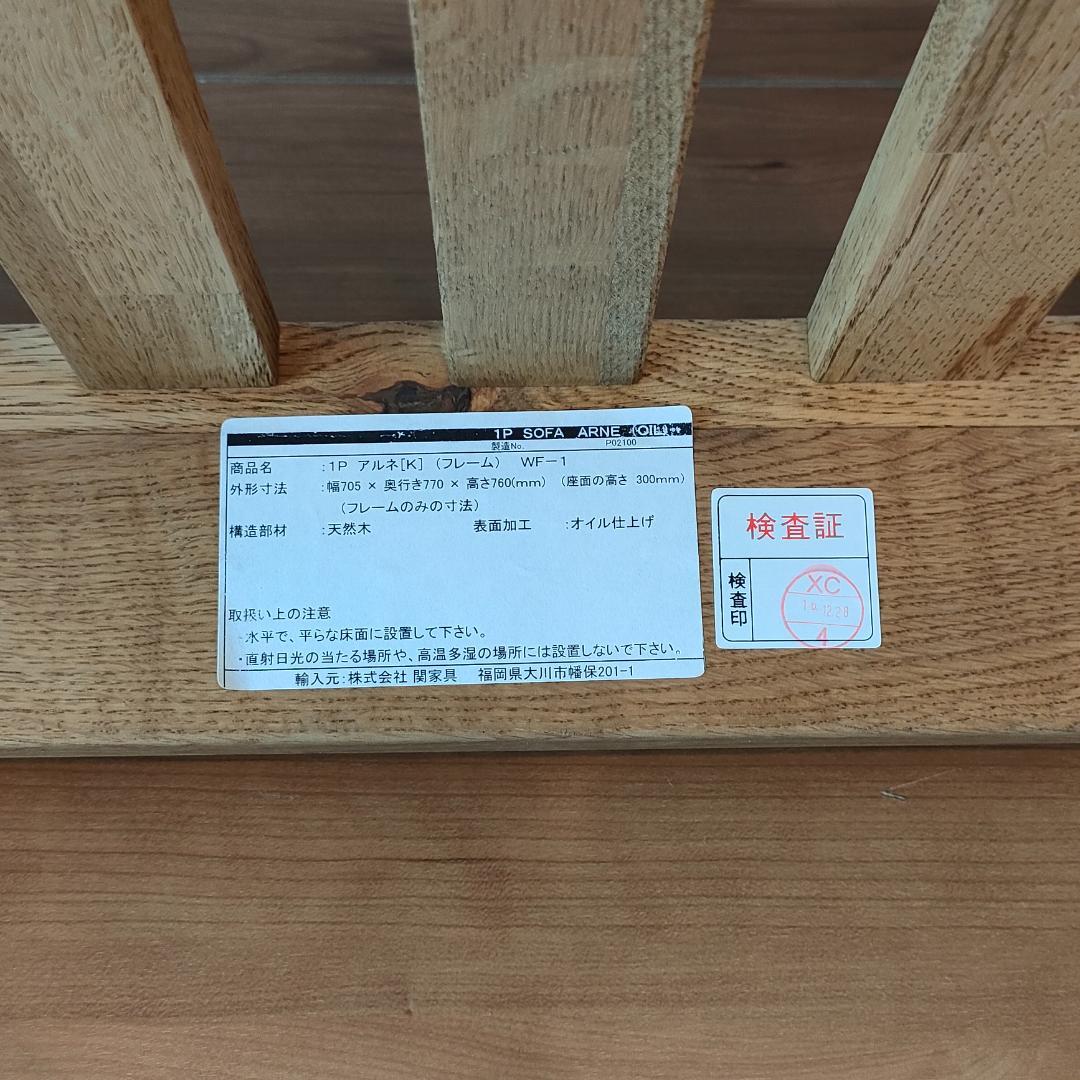 1P SOFA ARNE (OIL)
製造No. P02100
商品名 :1P アルネ[K] (フレーム) WF-1
外形寸法 :幅705 × 奥行き770 × 高さ760(mm) (座面の高さ 300mm)
(フレームのみの寸法)
構造部材 :天然木 表面加工 :オイル仕上げ
取扱い上の注意
・水平で、平らな床面に設置して下さい。
・直射日光の当たる場所や、高温多湿の場所には設置しないで下さい。
輸入元:株式会社 関家具 福岡県大川市幡保201-1
検査証
検査印
XC
12.28
4